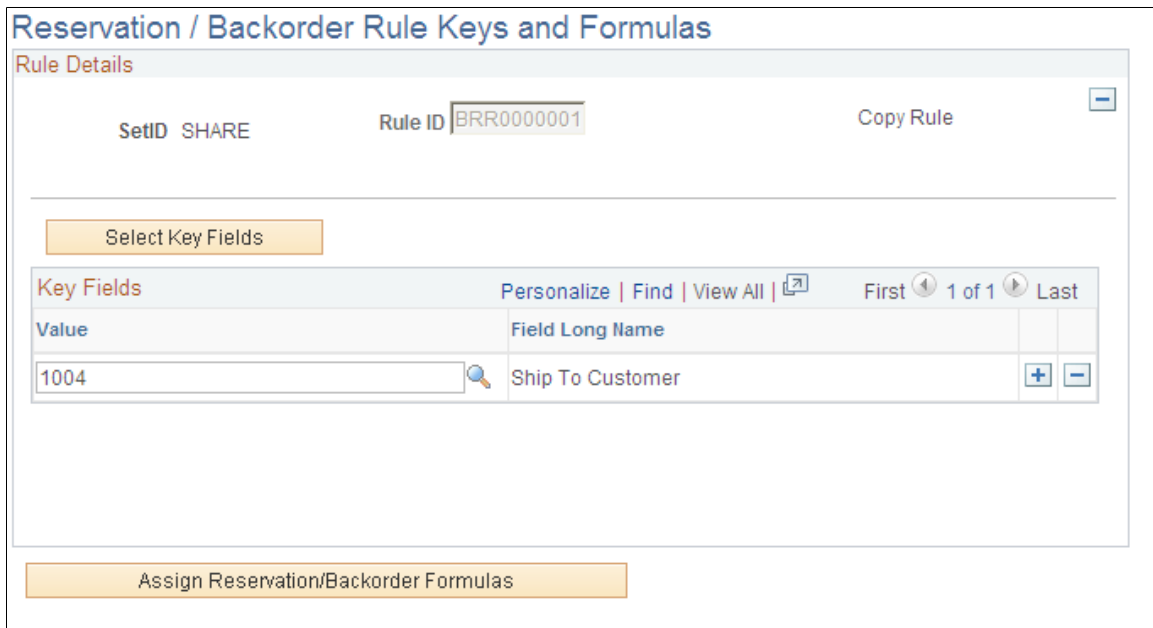 Reservation / Backorder Rule Keys and Formulas
Rule Details
SetID SHARE Rule ID BRR0000001 Copy Rule
Select Key Fields
Key Fields Personalize | Find | View All | First 1 of 1 Last
Value Field Long Name
1004 Ship To Customer
Assign Reservation/Backorder Formulas